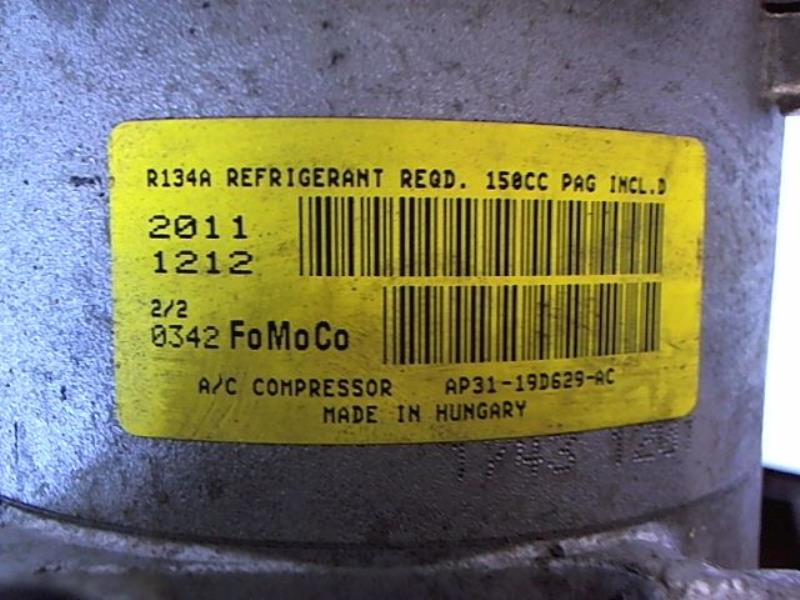 R134A REFRIGERANT REQD. 150CC PAG INCL.D
2011
1212
2/2
0342 FoMoCo
A/C COMPRESSOR AP31-19D629-AC
MADE IN HUNGARY